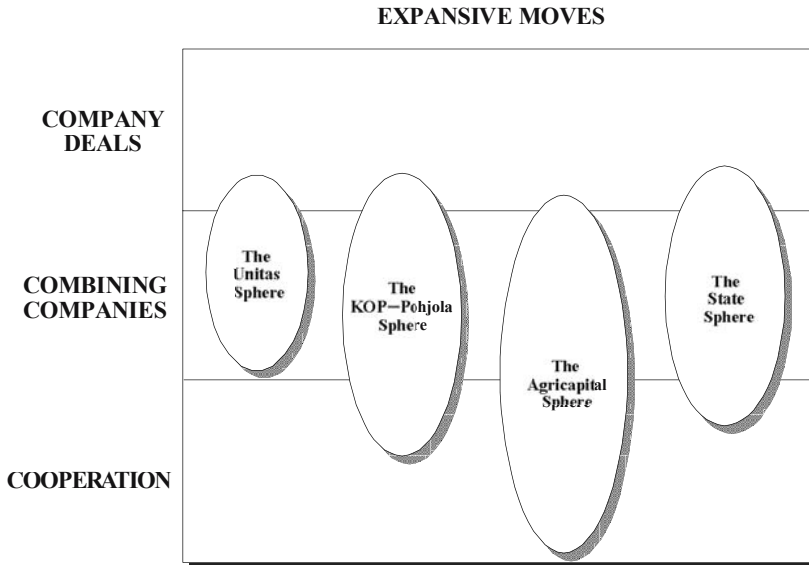 EXPANSIVE MOVES
COMPANY
DEALS
COMBINING
COMPANIES
COOPERATION
The
Unitas
Sphere
The
KOP–Pohjola
Sphere
The
Agricapital
Sphere
The
State
Sphere